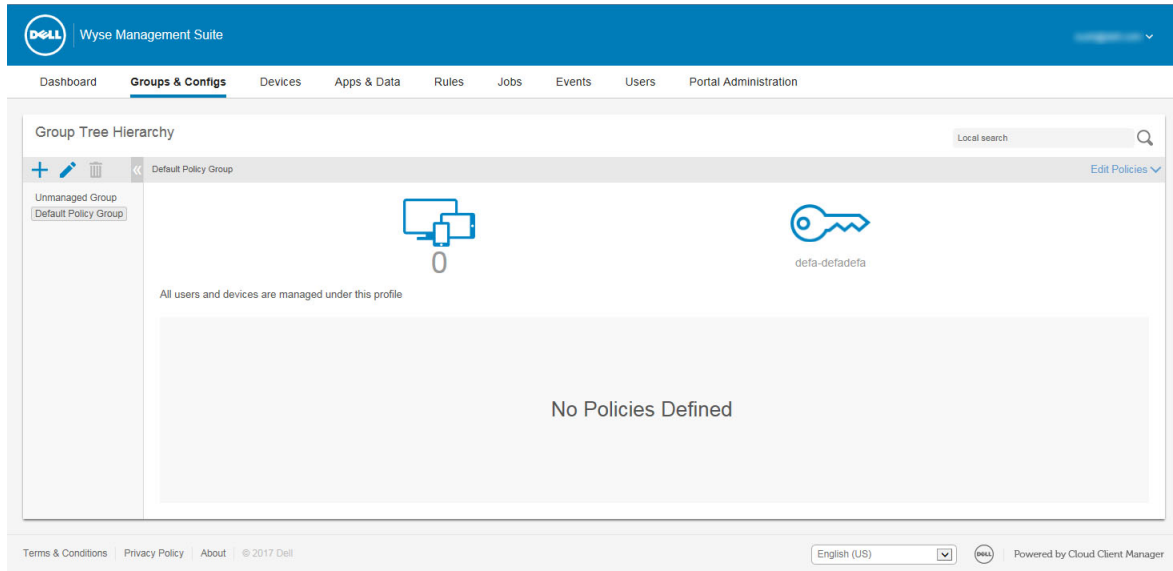 DELL Wyse Management Suite
Dashboard Groups & Configs Devices Apps & Data Rules Jobs Events Users Portal Administration
Group Tree Hierarchy
Local search
Default Policy Group
Edit Policies
Unmanaged Group
Default Policy Group
0
defa-defadefa
All users and devices are managed under this profile
No Policies Defined
Terms & Conditions Privacy Policy About © 2017 Dell
English (US)
DELL Powered by Cloud Client Manager